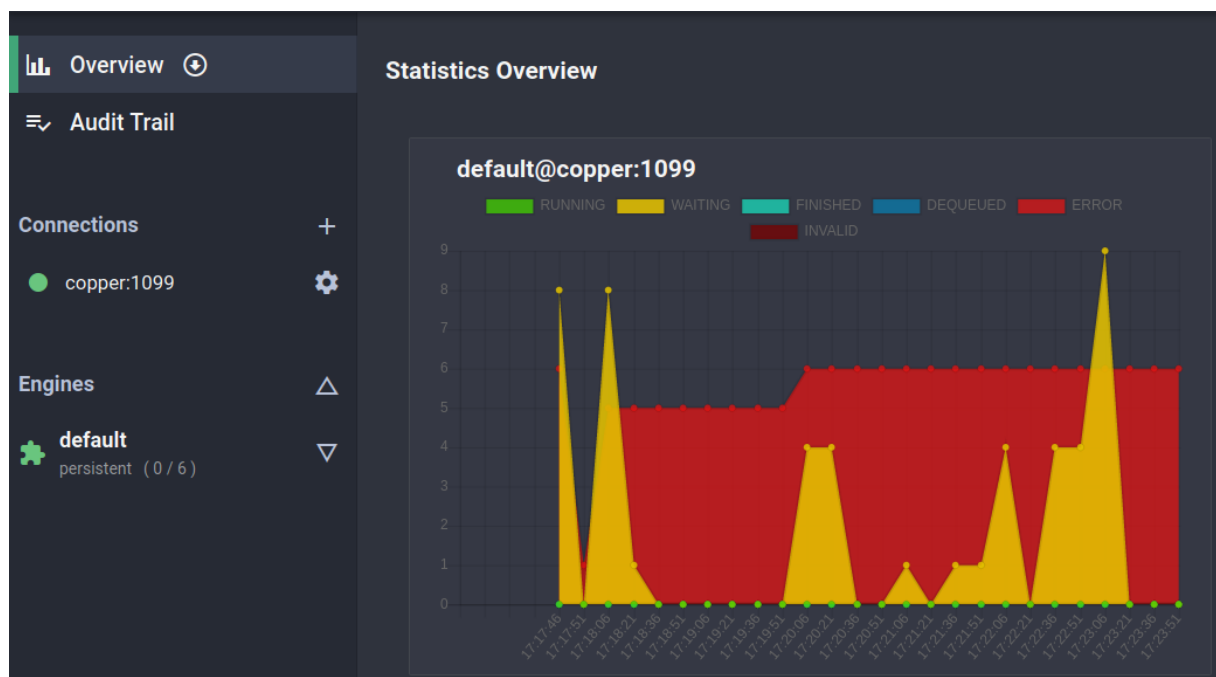 Overview
Audit Trail
Connections
copper:1099
Engines
default
persistent ( 0 / 6 )
Statistics Overview
default@copper:1099
RUNNING WAITING FINISHED DEQUEUED ERROR
INVALID
9
8
7
6
5
4
3
2
1
0
17:17:46 17:17:51 17:18:06 17:18:21 17:18:36 17:18:51 17:19:06 17:19:21 17:19:36 17:19:51 17:20:06 17:20:21 17:20:36 17:20:51 17:21:06 17:21:21 17:21:36 17:21:51 17:22:06 17:22:21 17:22:36 17:22:51 17:23:06 17:23:21 17:23:36 17:23:51